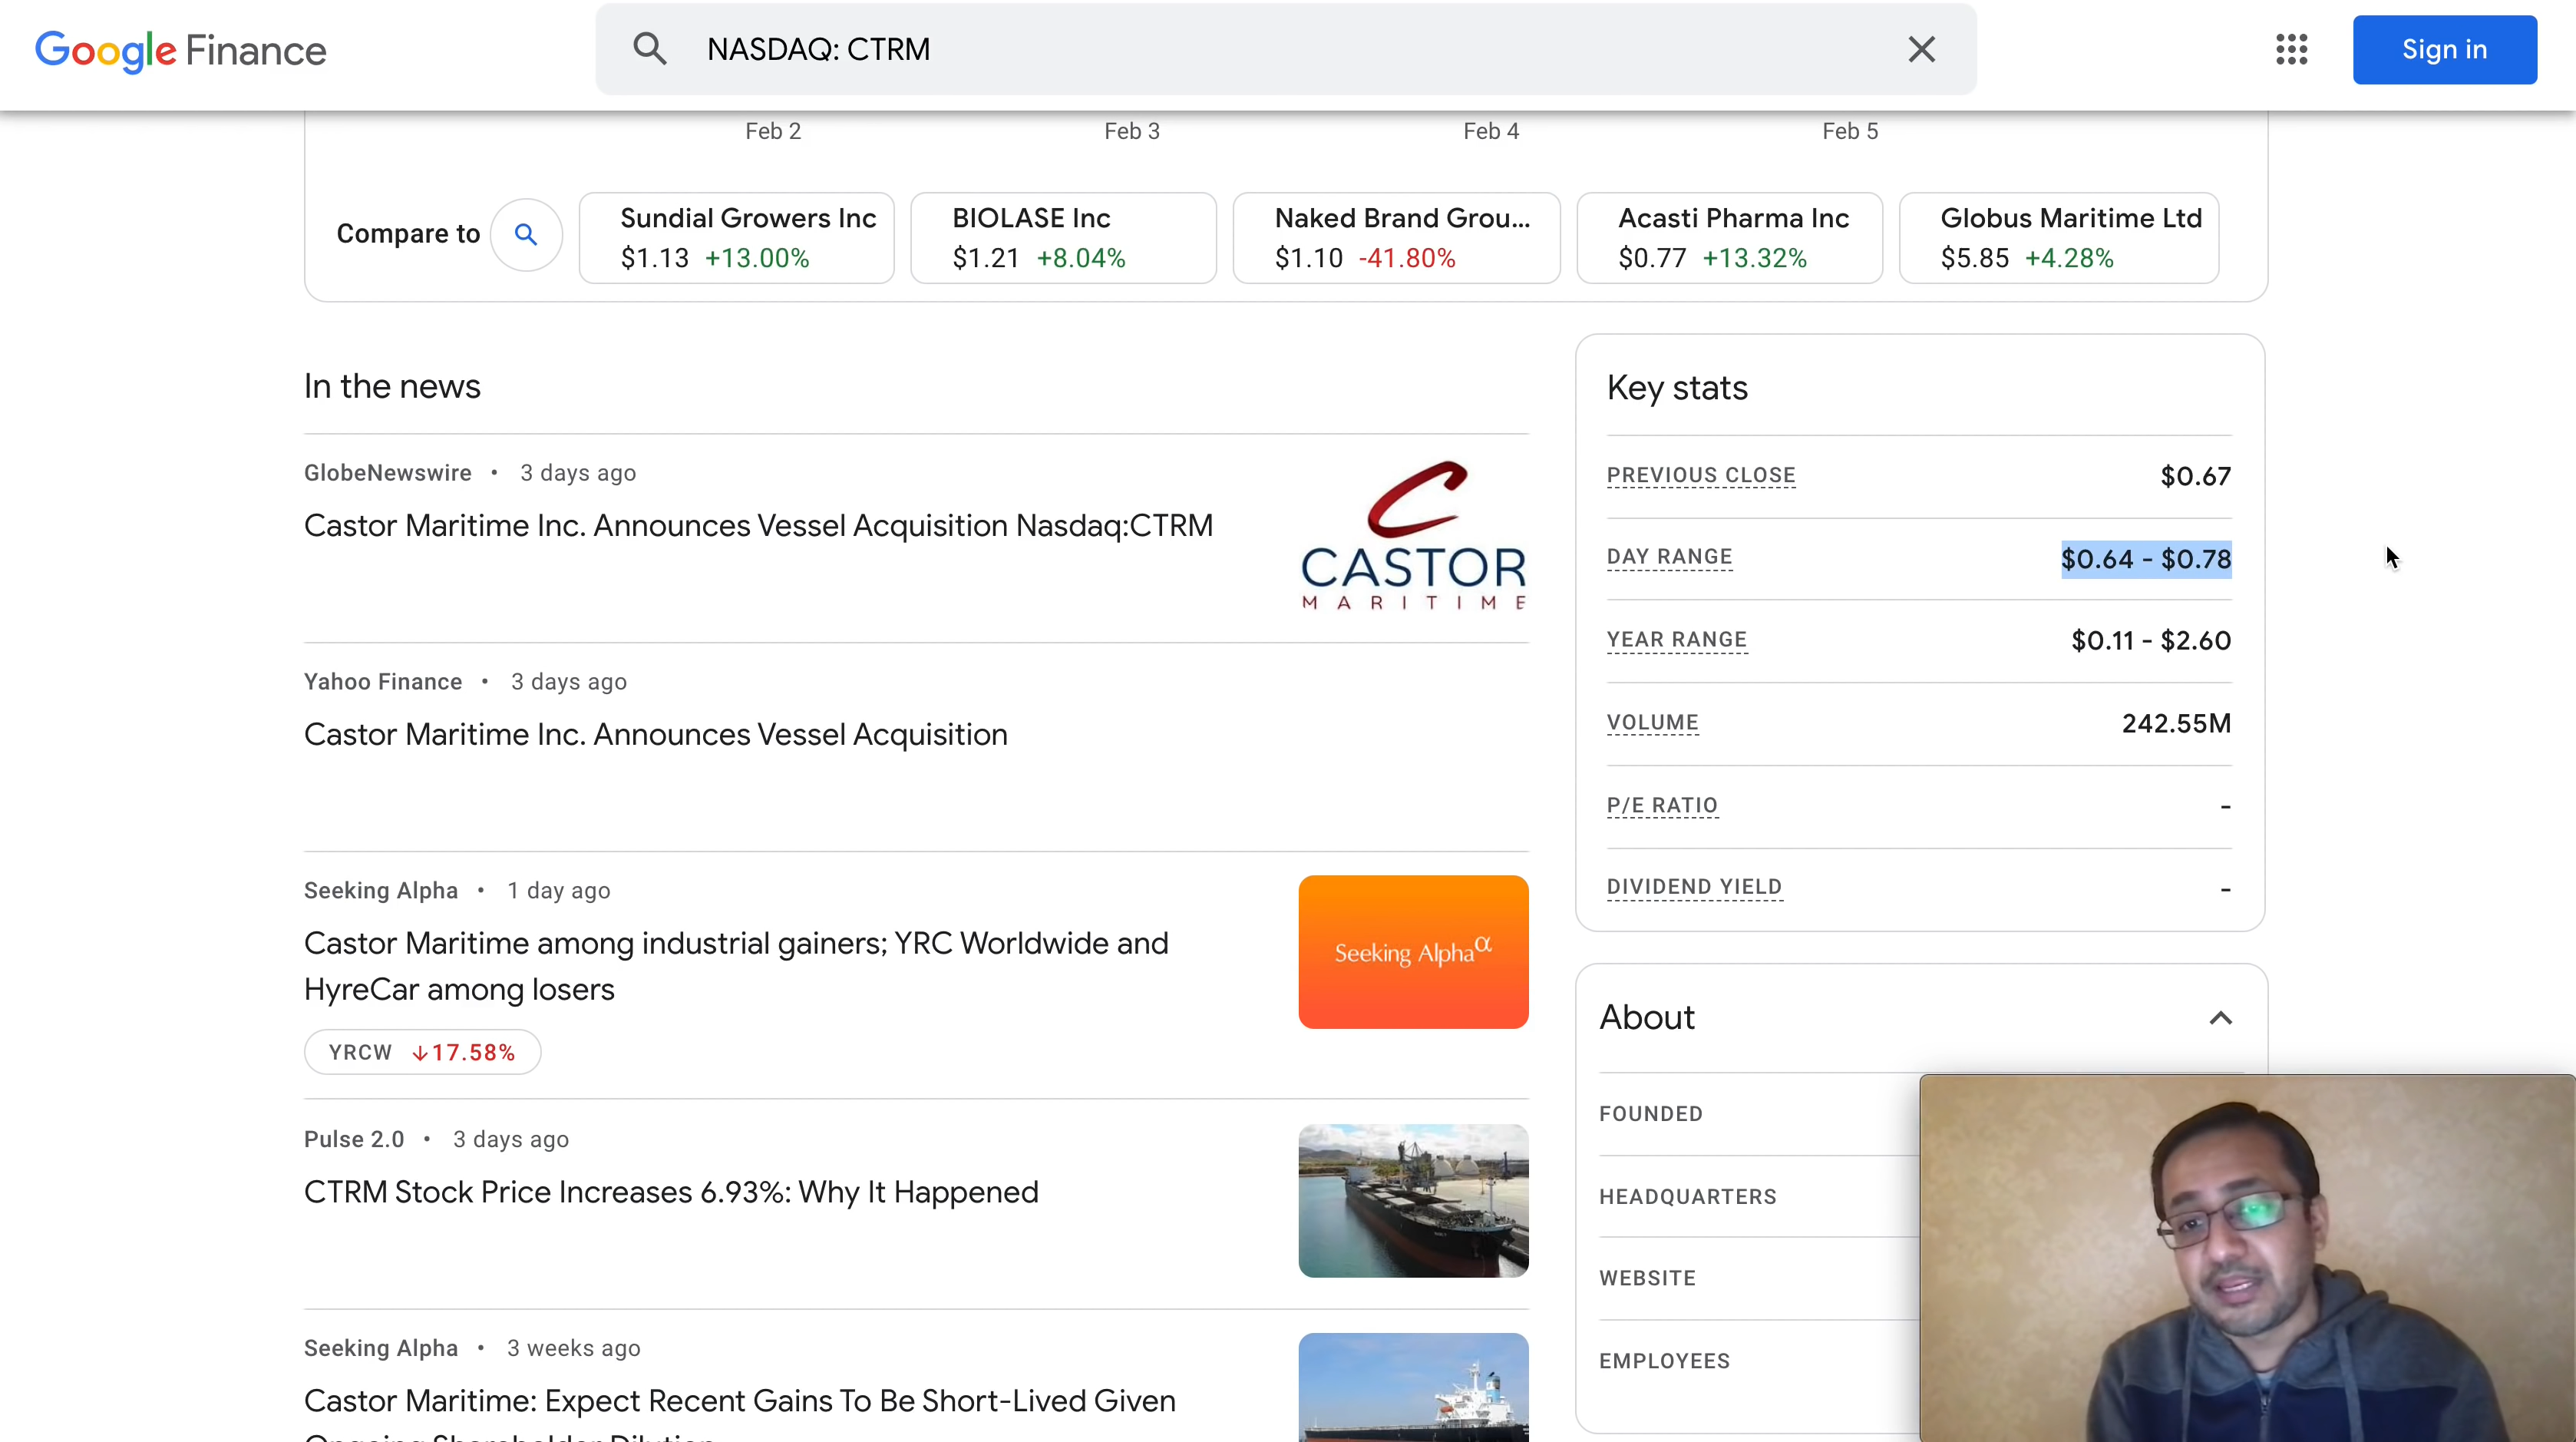 Google Finance
NASDAQ: CTRM
Sign in
Feb 2 Feb 3 Feb 4 Feb 5
Compare to
Sundial Growers Inc
$1.13 +13.00%
BIOLASE Inc
$1.21 +8.04%
Naked Brand Grou...
$1.10 -41.80%
Acasti Pharma Inc
$0.77 +13.32%
Globus Maritime Ltd
$5.85 +4.28%
In the news
GlobeNewswire • 3 days ago
Castor Maritime Inc. Announces Vessel Acquisition Nasdaq:CTRM
CASTOR
MARITIME
Yahoo Finance • 3 days ago
Castor Maritime Inc. Announces Vessel Acquisition
Seeking Alpha • 1 day ago
Castor Maritime among industrial gainers; YRC Worldwide and
HyreCar among losers
YRCW ↓17.58%
Seeking Alphaα
Pulse 2.0 • 3 days ago
CTRM Stock Price Increases 6.93%: Why It Happened
Seeking Alpha • 3 weeks ago
Castor Maritime: Expect Recent Gains To Be Short-Lived Given
Ongoing Shareholder Dilution
Key stats
PREVIOUS CLOSE $0.67
DAY RANGE $0.64 - $0.78
YEAR RANGE $0.11 - $2.60
VOLUME 242.55M
P/E RATIO -
DIVIDEND YIELD -
About
FOUNDED
HEADQUARTERS
WEBSITE
EMPLOYEES